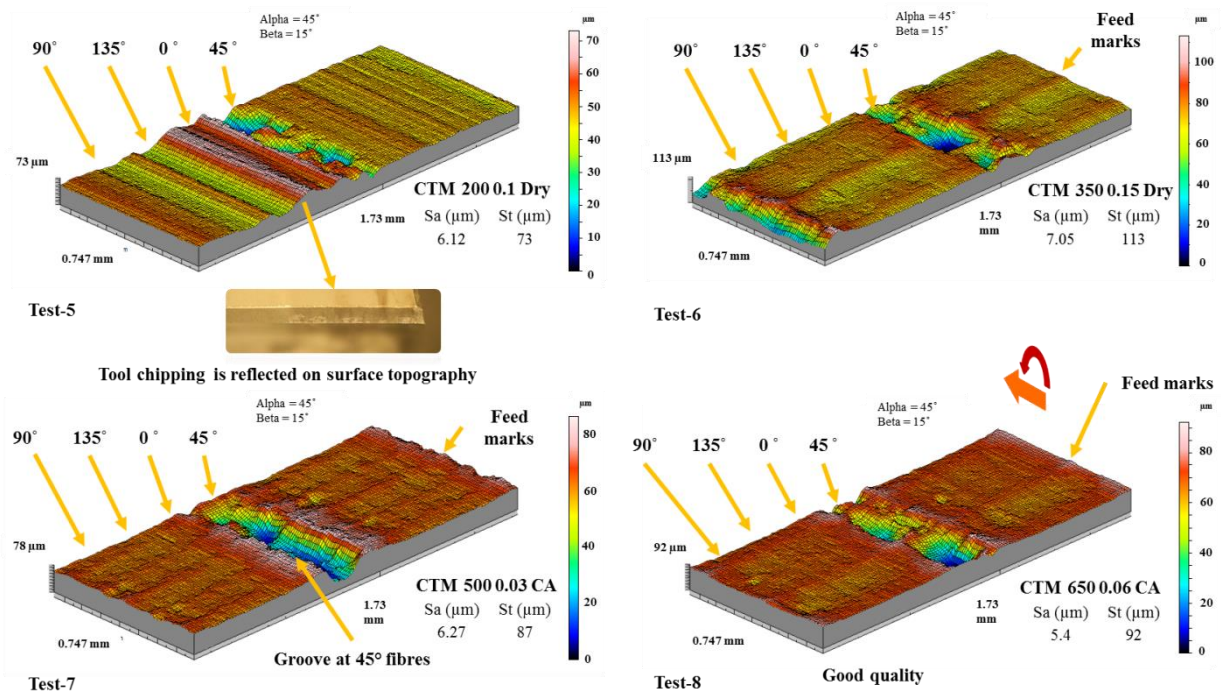 Alpha = 45°
Beta = 15°
90°
135°
0°
45°
µm
70
60
50
40
30
20
10
0
73 µm
0.747 mm
1.73 mm
CTM 200 0.1 Dry
Sa (µm) St (µm)
6.12 73
Test-5
Tool chipping is reflected on surface topography
Alpha = 45°
Beta = 15°
90°
135°
0°
45°
Feed
marks
µm
100
80
60
40
20
0
113 µm
0.747 mm
1.73
mm
CTM 350 0.15 Dry
Sa (µm) St (µm)
7.05 113
Test-6
Alpha = 45°
Beta = 15°
90°
135°
0°
45°
Feed
marks
µm
80
60
40
20
0
78 µm
0.747 mm
1.73
mm
CTM 500 0.03 CA
Sa (µm) St (µm)
6.27 87
Groove at 45° fibres
Test-7
Alpha = 45°
Beta = 15°
90°
135°
0°
45°
Feed marks
µm
80
60
40
20
0
92 µm
0.747 mm
1.73
mm
CTM 650 0.06 CA
Sa (µm) St (µm)
5.4 92
Good quality
Test-8